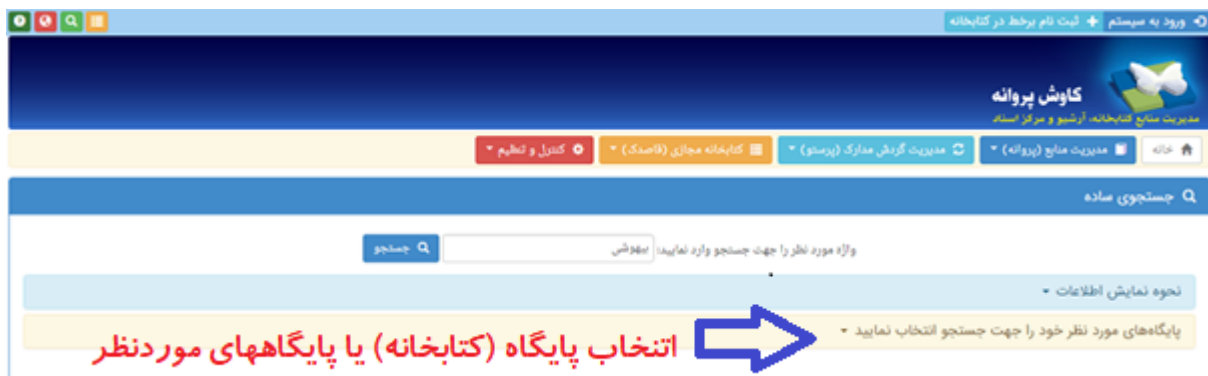 ورود به سیستم ثبت نام برخط در کتابخانه
کاوش پروانه
مدیریت منابع کتابخانه، آرشیو و مرکز اسناد
خانه مدیریت منابع (پروانه) مدیریت گردش مدارک (پرستو) کتابخانه مجازی (قاصدک) کنترل و تنظیم
جستجوی ساده
واژه مورد نظر را جهت جستجو وارد نمایید: بیهوشی جستجو
نحوه نمایش اطلاعات
پایگاه‌های مورد نظر خود را جهت جستجو انتخاب نمایید
اتنخاب پایگاه (کتابخانه) یا پایگاههای موردنظر